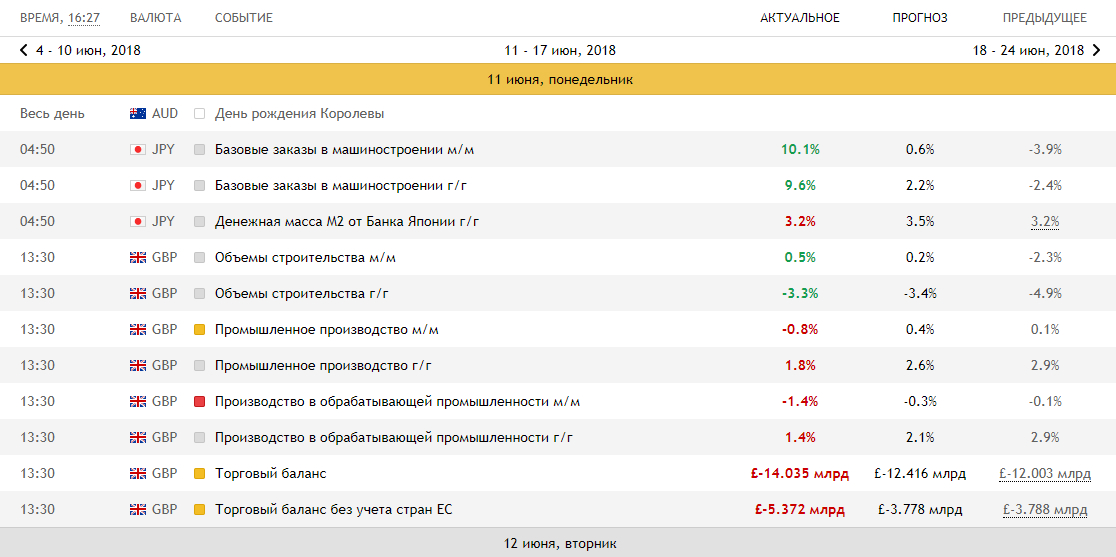 ВРЕМЯ, 16:27 ВАЛЮТА СОБЫТИЕ АКТУАЛЬНОЕ ПРОГНОЗ ПРЕДЫДУЩЕЕ
4 - 10 июн, 2018 11 - 17 июн, 2018 18 - 24 июн, 2018
11 июня, понедельник
Весь день AUD День рождения Королевы
04:50 JPY Базовые заказы в машиностроении м/м 10.1% 0.6% -3.9%
04:50 JPY Базовые заказы в машиностроении г/г 9.6% 2.2% -2.4%
04:50 JPY Денежная масса М2 от Банка Японии г/г 3.2% 3.5% 3.2%
13:30 GBP Объемы строительства м/м 0.5% 0.2% -2.3%
13:30 GBP Объемы строительства г/г -3.3% -3.4% -4.9%
13:30 GBP Промышленное производство м/м -0.8% 0.4% 0.1%
13:30 GBP Промышленное производство г/г 1.8% 2.6% 2.9%
13:30 GBP Производство в обрабатывающей промышленности м/м -1.4% -0.3% -0.1%
13:30 GBP Производство в обрабатывающей промышленности г/г 1.4% 2.1% 2.9%
13:30 GBP Торговый баланс £-14.035 млрд £-12.416 млрд £-12.003 млрд
13:30 GBP Торговый баланс без учета стран ЕС £-5.372 млрд £-3.778 млрд £-3.788 млрд
12 июня, вторник